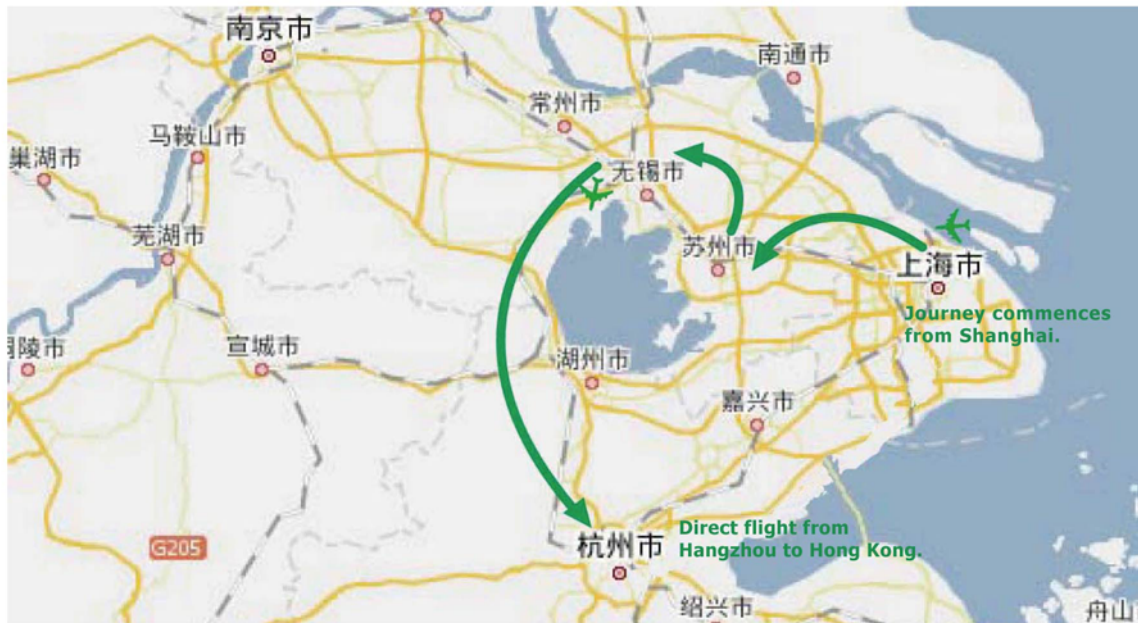 南京市
南通市
常州市
马鞍山市
巢湖市
无锡市
芜湖市
苏州市
上海市
Journey commences
from Shanghai.
宣城市
陵市
湖州市
嘉兴市
Direct flight from
Hangzhou to Hong Kong.
G205
杭州市
绍兴市
舟山